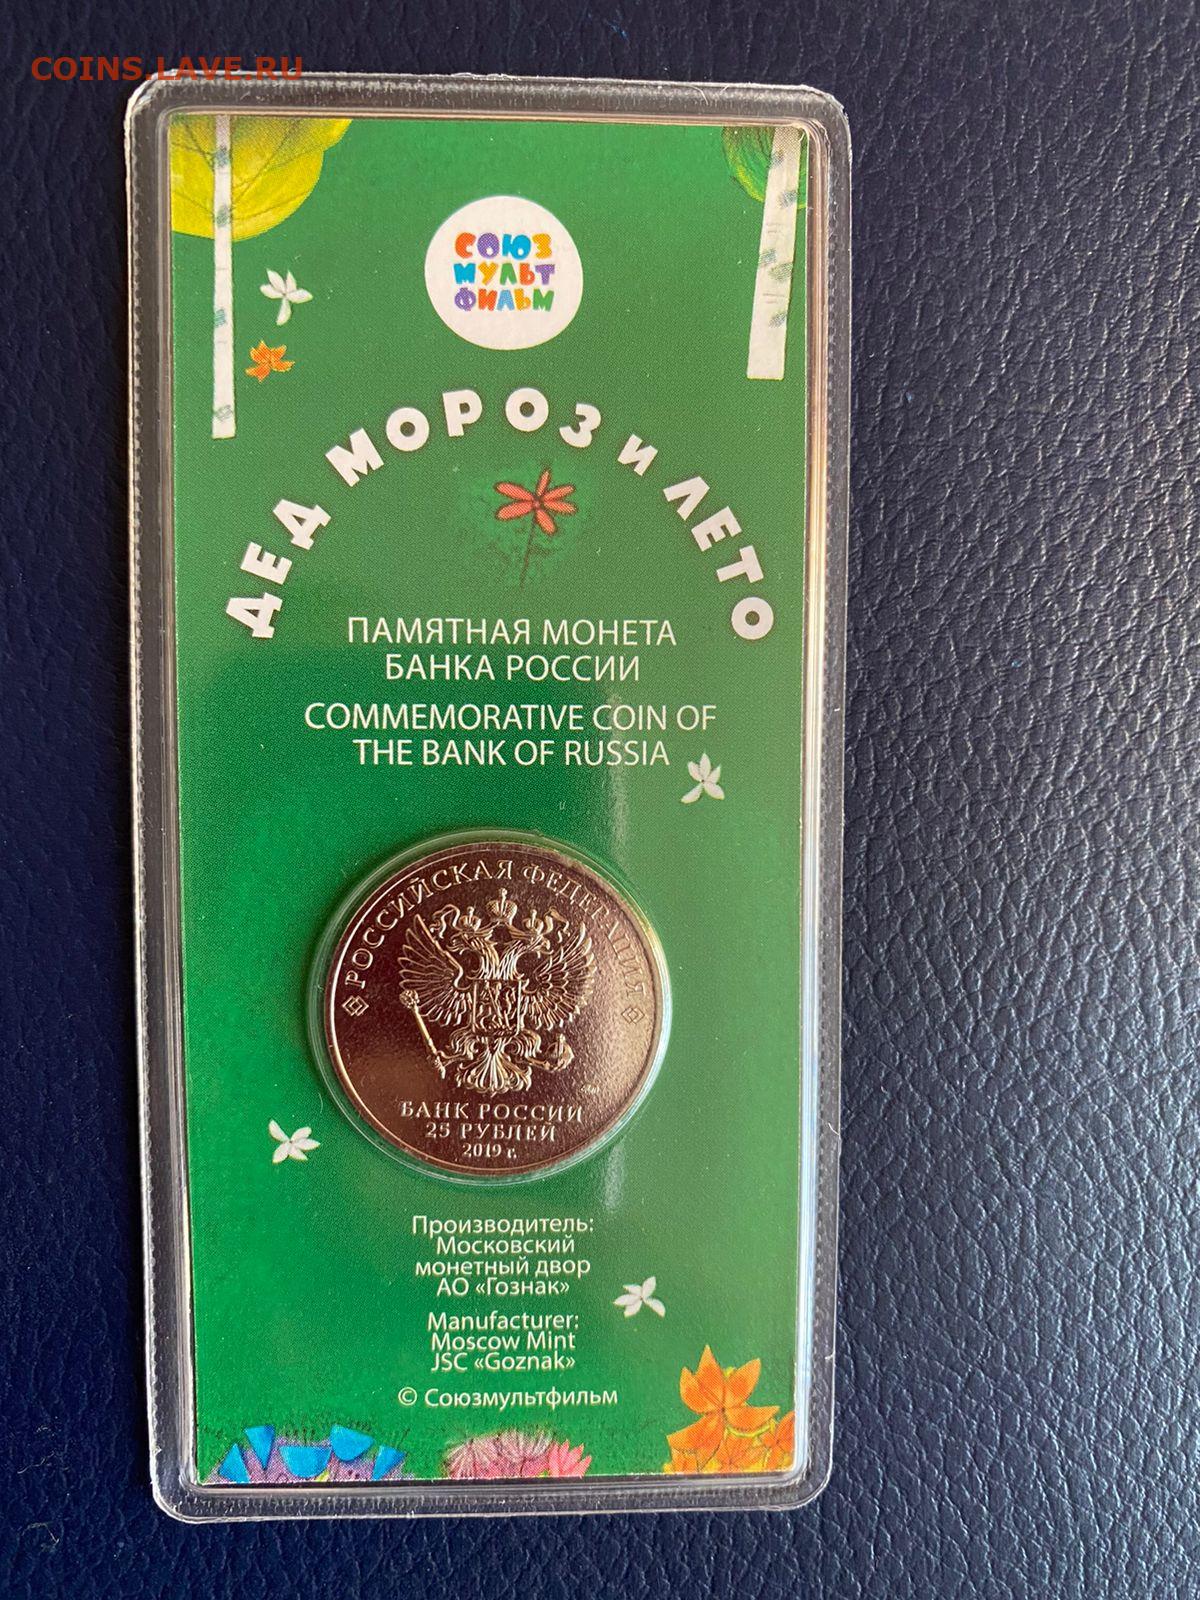 COINS.LAVE.RU
СОЮЗ
МУЛЬТ
ФИЛЬМ
ДЕД МОРОЗ И ЛЕТО
ПАМЯТНАЯ МОНЕТА
БАНКА РОССИИ
COMMEMORATIVE COIN OF
THE BANK OF RUSSIA
РОССИЙСКАЯ ФЕДЕРАЦИЯ
БАНК РОССИИ
25 РУБЛЕЙ
2019 г.
Производитель:
Московский
монетный двор
АО «Гознак»
Manufacturer:
Moscow Mint
JSC «Goznak»
© Союзмультфильм